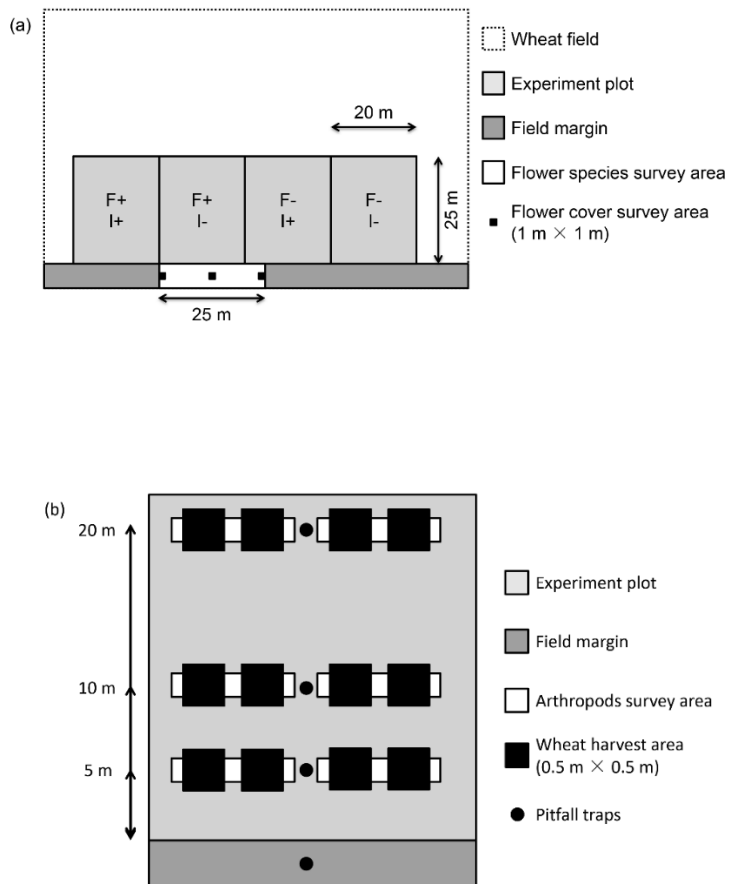 (a)
Wheat field
Experiment plot
20 m
Field margin
Flower species survey area
F+ F+ F- F-
I+ I- I+ I-
25 m
Flower cover survey area
(1 m × 1 m)
25 m
(b)
20 m
Experiment plot
Field margin
10 m
Arthropods survey area
Wheat harvest area
(0.5 m × 0.5 m)
5 m
Pitfall traps